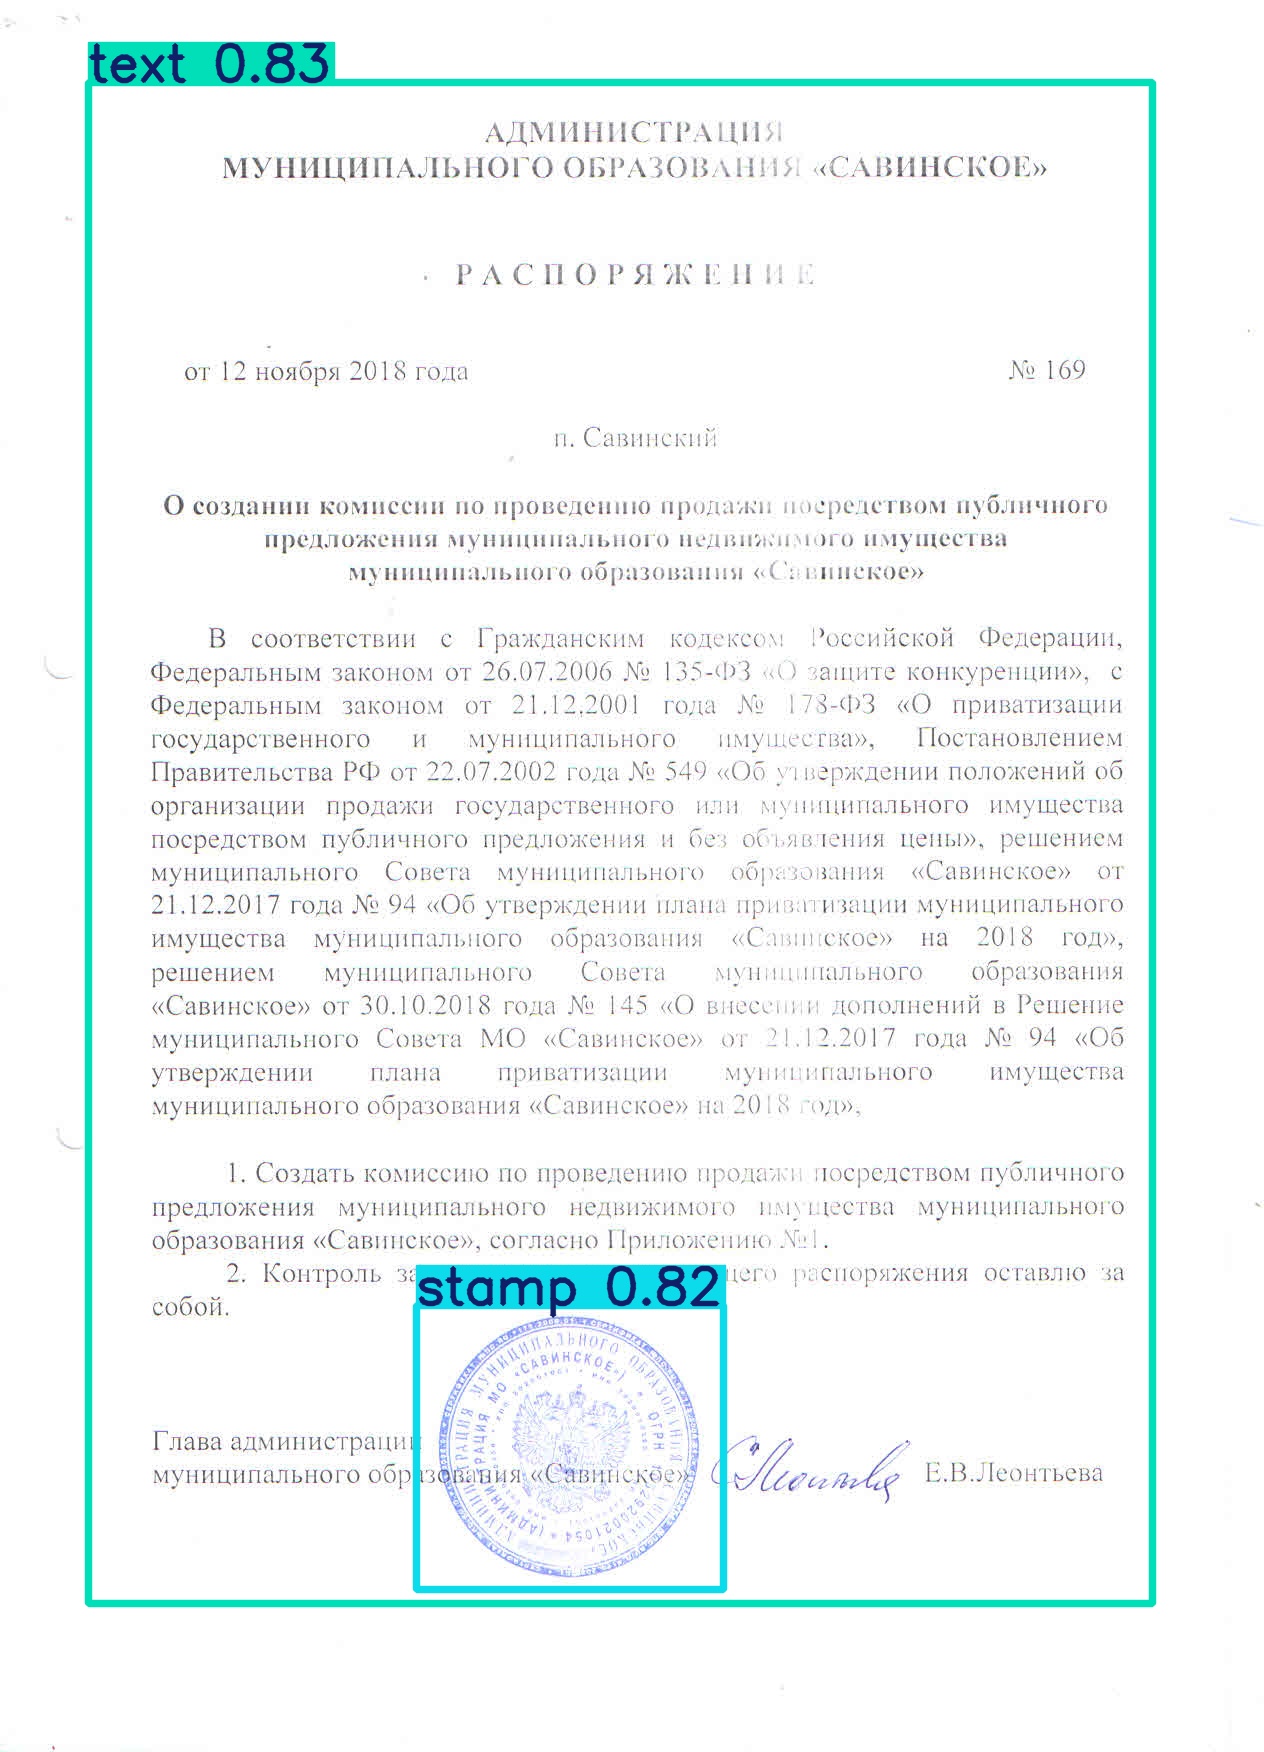 text 0.83
АДМИНИСТРАЦИЯ
МУНИЦИПАЛЬНОГО ОБРАЗОВАНИЯ «САВИНСКОЕ»
РАСПОРЯЖЕНИЕ
от 12 ноября 2018 года № 169
п. Савинский
О создании комиссии по проведению продажи посредством публичного
предложения муниципального недвижимого имущества
муниципального образования «Савинское»
В соответствии с Гражданским кодексом Российской Федерации,
Федеральным законом от 26.07.2006 № 135-ФЗ «О защите конкуренции», с
Федеральным законом от 21.12.2001 года № 178-ФЗ «О приватизации
государственного и муниципального имущества», Постановлением
Правительства РФ от 22.07.2002 года № 549 «Об утверждении положений об
организации продажи государственного или муниципального имущества
посредством публичного предложения и без объявления цены», решением
муниципального Совета муниципального образования «Савинское» от
21.12.2017 года № 94 «Об утверждении плана приватизации муниципального
имущества муниципального образования «Савинское» на 2018 год»,
решением муниципального Совета муниципального образования
«Савинское» от 30.10.2018 года № 145 «О внесении дополнений в Решение
муниципального Совета МО «Савинское» от 21.12.2017 года № 94 «Об
утверждении плана приватизации муниципального имущества
муниципального образования «Савинское» на 2018 год»,
1. Создать комиссию по проведению продажи посредством публичного
предложения муниципального недвижимого имущества муниципального
образования «Савинское», согласно Приложению №1.
2. Контроль распоряжения оставлю за
собой.
stamp 0.82
АДМИНИСТРАЦИЯ МУНИЦИПАЛЬНОГО ОБРАЗОВАНИЯ
(АДМИНИСТРАЦИЯ МО «САВИНСКОЕ») * ОГРН
Глава администрации
муниципального образования «Савинское» Е.В.Леонтьева